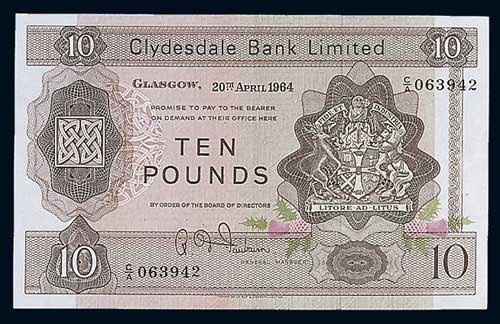 10 Clydesdale Bank Limited 10
GLASGOW, 20TH APRIL 1964 C/A 063942
PROMISE TO PAY TO THE BEARER
ON DEMAND AT THEIR OFFICE HERE
TEN
POUNDS
BY ORDER OF THE BOARD OF DIRECTORS
LITORE·AD·LITUS
GENERAL MANAGER
10 C/A 063942 10